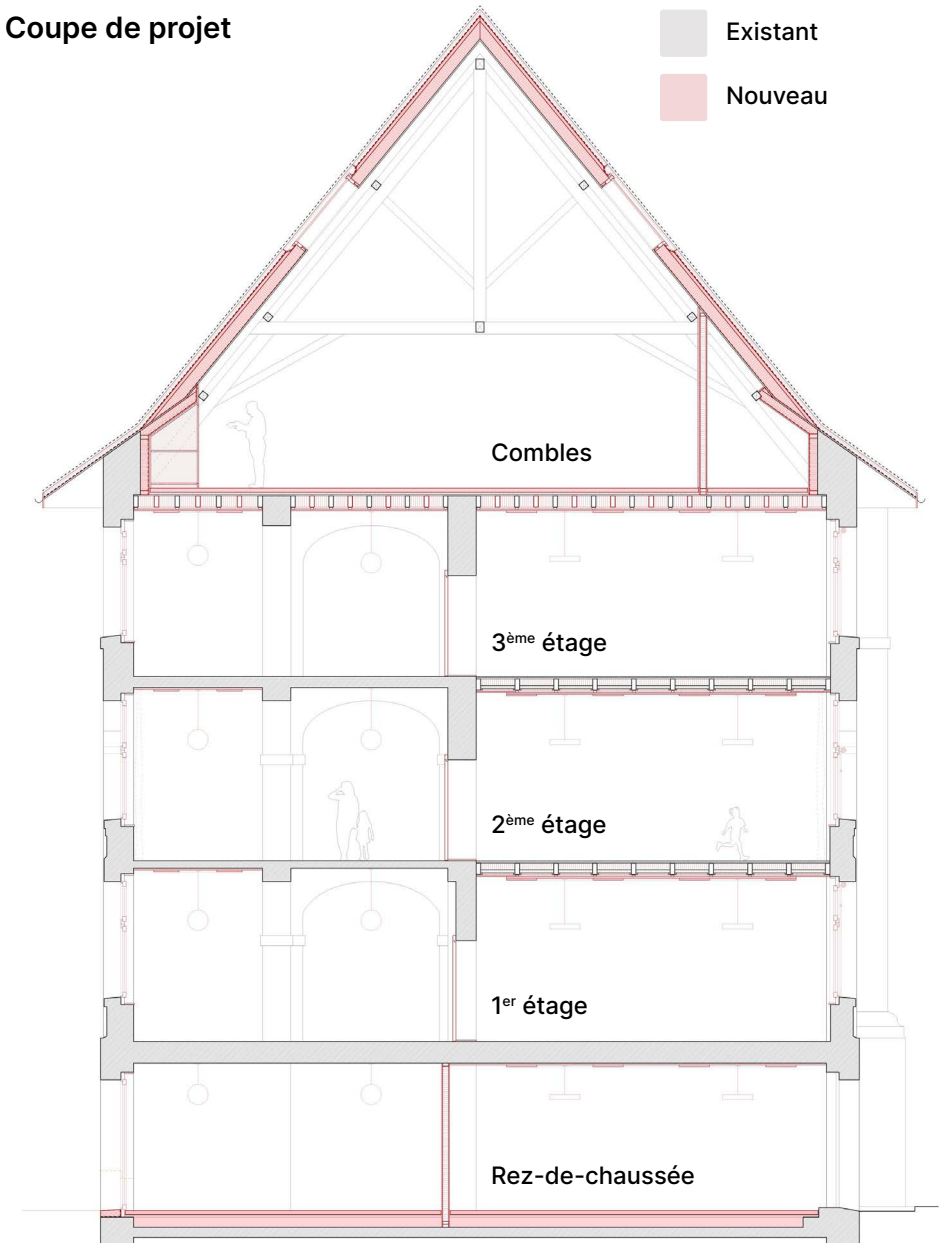 Coupe de projet
Existant
Nouveau
Combles
3ème étage
2ème étage
1er étage
Rez-de-chaussée